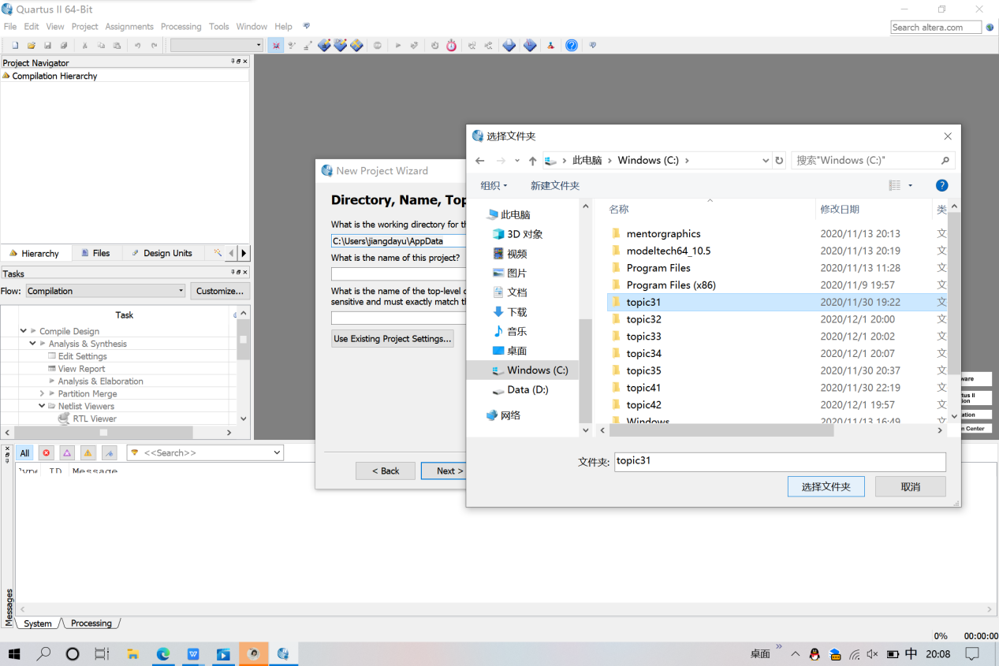 Quartus II 64-Bit
File Edit View Project Assignments Processing Tools Window Help
Search altera.com
Project Navigator
Compilation Hierarchy
Hierarchy Files Design Units
Tasks
Flow: Compilation Customize...
Task
Compile Design
Analysis & Synthesis
Edit Settings
View Report
Analysis & Elaboration
Partition Merge
Netlist Viewers
RTL Viewer
New Project Wizard
Directory, Name, Top
What is the working directory for th
C:\Users\jiangdayu\AppData
What is the name of this project?
What is the name of the top-level
sensitive and must exactly match th
Use Existing Project Settings...
< Back Next >
选择文件夹
此电脑 Windows (C:)
搜索"Windows (C:)"
组织 新建文件夹
此电脑
3D 对象
视频
图片
文档
下载
音乐
桌面
Windows (C:)
Data (D:)
网络
名称 修改日期 类
mentorgraphics 2020/11/13 20:13 文
modeltech64_10.5 2020/11/13 20:19 文
Program Files 2020/11/13 11:28 文
Program Files (x86) 2020/11/9 19:57 文
topic31 2020/11/30 19:22 文
topic32 2020/12/1 20:00 文
topic33 2020/12/1 20:02 文
topic34 2020/12/1 20:07 文
topic35 2020/11/30 20:37 文
topic41 2020/11/30 22:19 文
topic42 2020/12/1 19:57 文
Windows 2020/11/13 16:49 文
文件夹: topic31
选择文件夹 取消
ware
tus II
ion
ation
n Center
All <<Search>>
Type ID Message
Messages
System Processing
0% 00:00:00
桌面 中 20:08